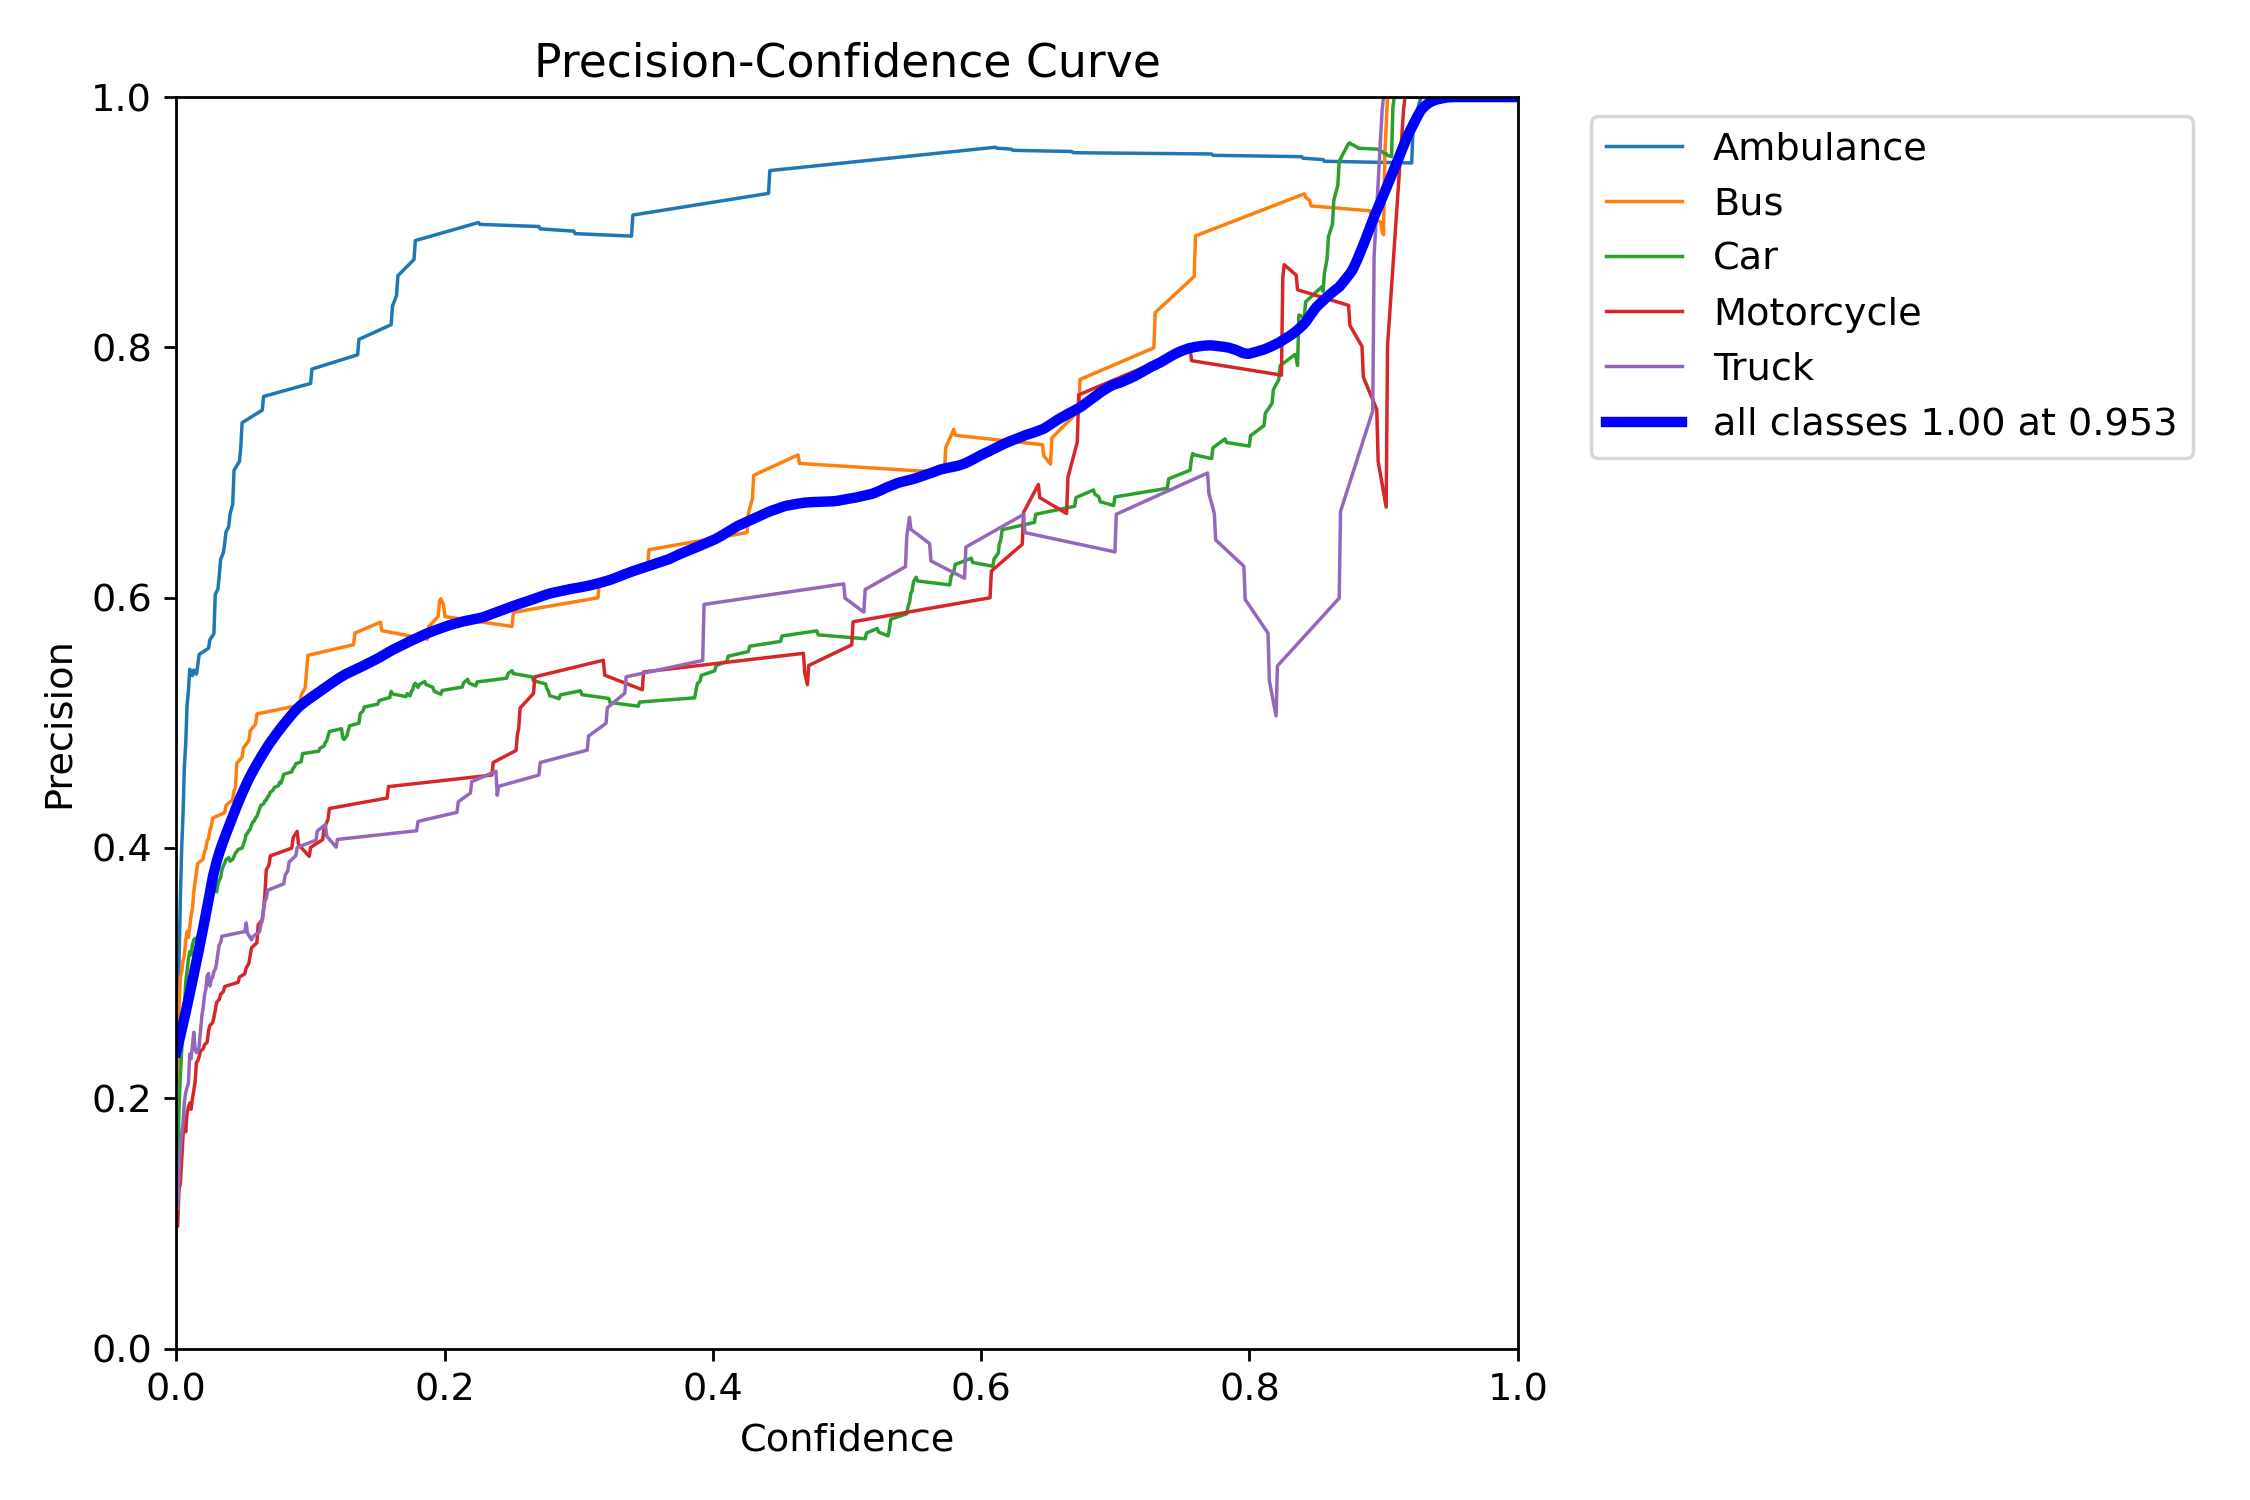 Precision-Confidence Curve
1.0
0.8
0.6
0.4
0.2
0.0
Precision
0.0 0.2 0.4 0.6 0.8 1.0
Confidence
Ambulance
Bus
Car
Motorcycle
Truck
all classes 1.00 at 0.953